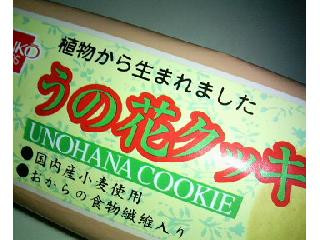 植物から生まれました
うの花クッキ
UNOHANA COOKIE
●国内産小麦使用
●おからの食物繊維入り